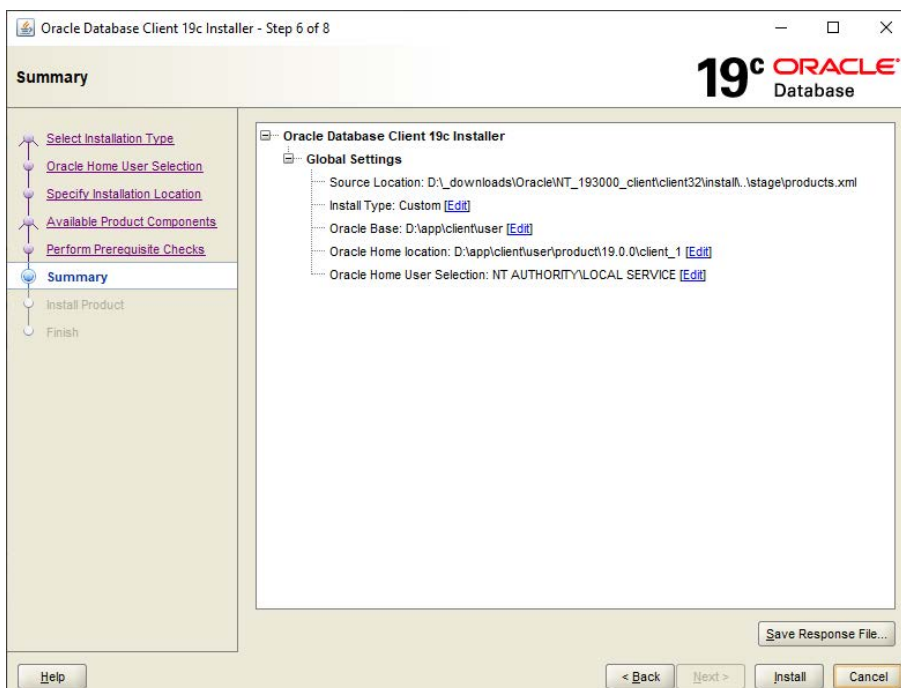 Oracle Database Client 19c Installer - Step 6 of 8
Summary
19c ORACLE
Database
Select Installation Type
Oracle Home User Selection
Specify Installation Location
Available Product Components
Perform Prerequisite Checks
Summary
Install Product
Finish
Oracle Database Client 19c Installer
Global Settings
Source Location: D:\_downloads\Oracle\NT_193000_client\client32\install\..\stage\products.xml
Install Type: Custom [Edit]
Oracle Base: D:\app\client\user [Edit]
Oracle Home location: D:\app\client\user\product\19.0.0\client_1 [Edit]
Oracle Home User Selection: NT AUTHORITY\LOCAL SERVICE [Edit]
Save Response File...
Help
< Back
Next >
Install
Cancel